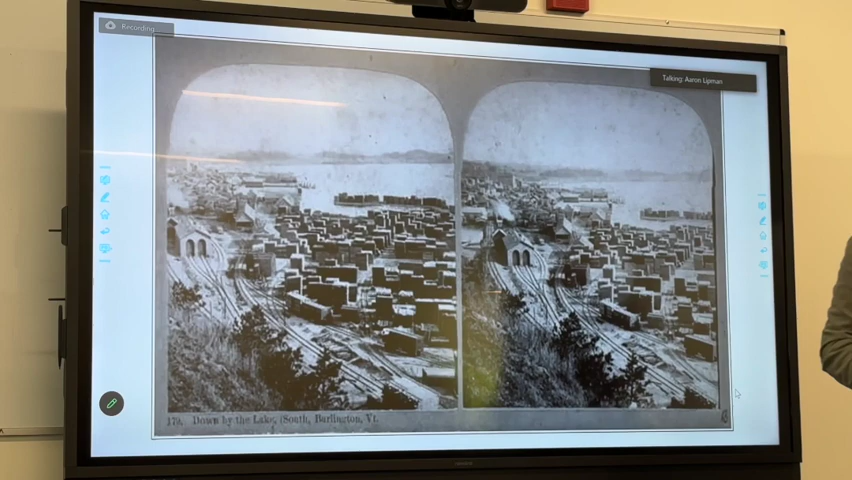 Recording
Talking: Aaron Lipman
179. Down by the Lake, (South, Burlington, Vt.